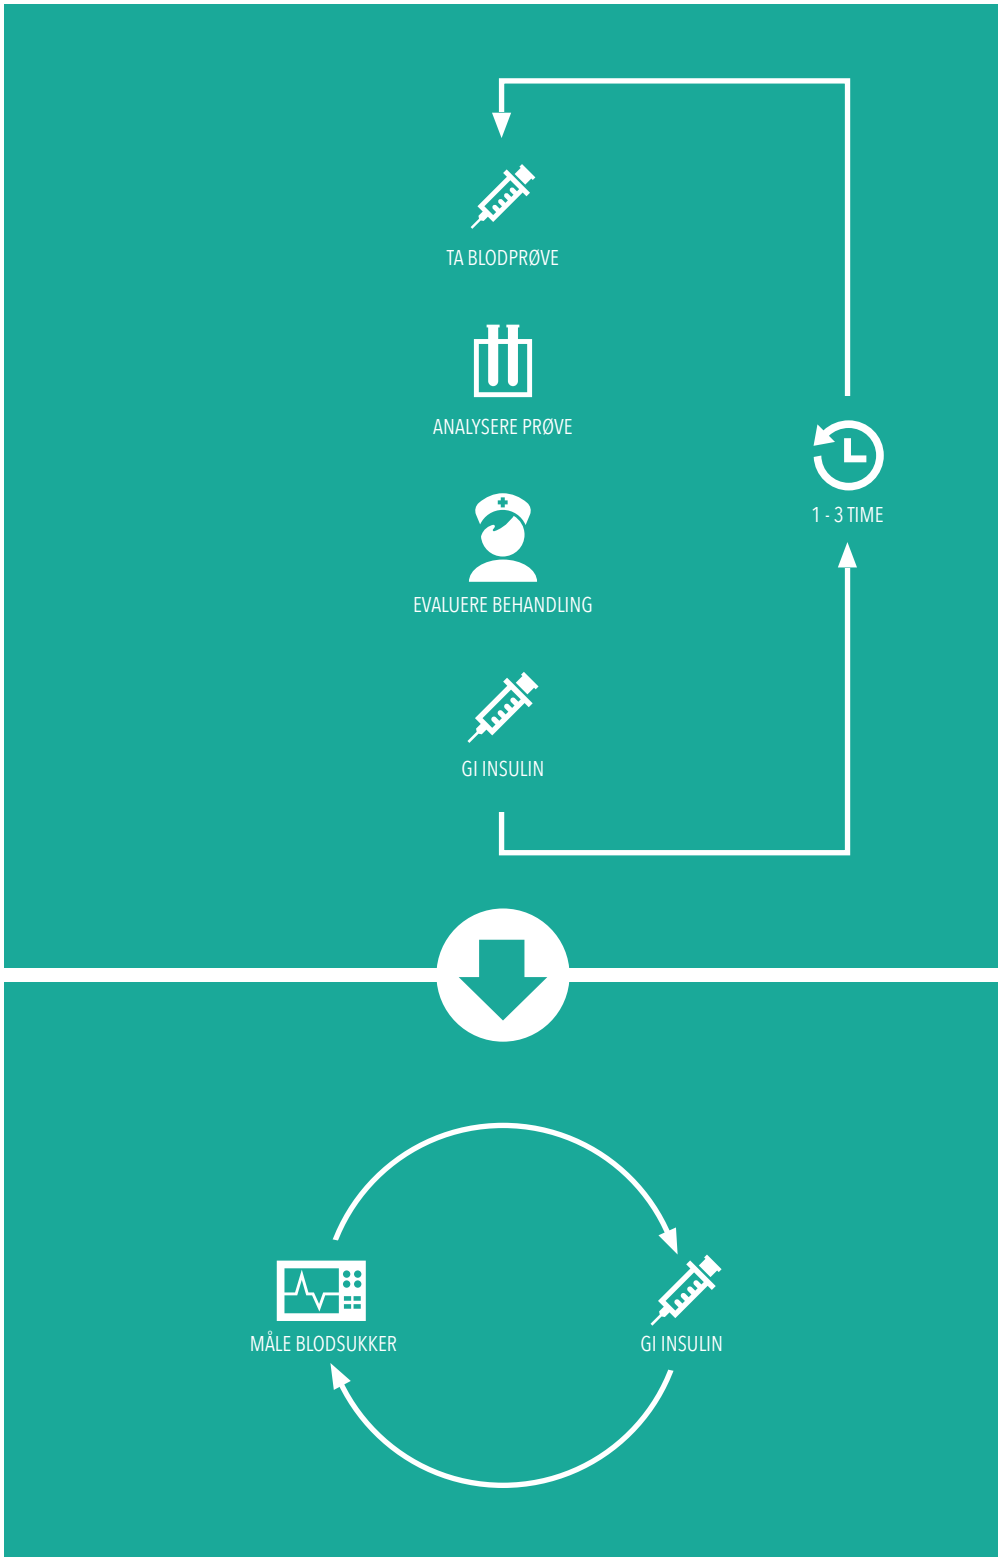 TA BLODPRØVE
ANALYSERE PRØVE
1 - 3 TIME
EVALUERE BEHANDLING
GI INSULIN
MÅLE BLODSUKKER
GI INSULIN